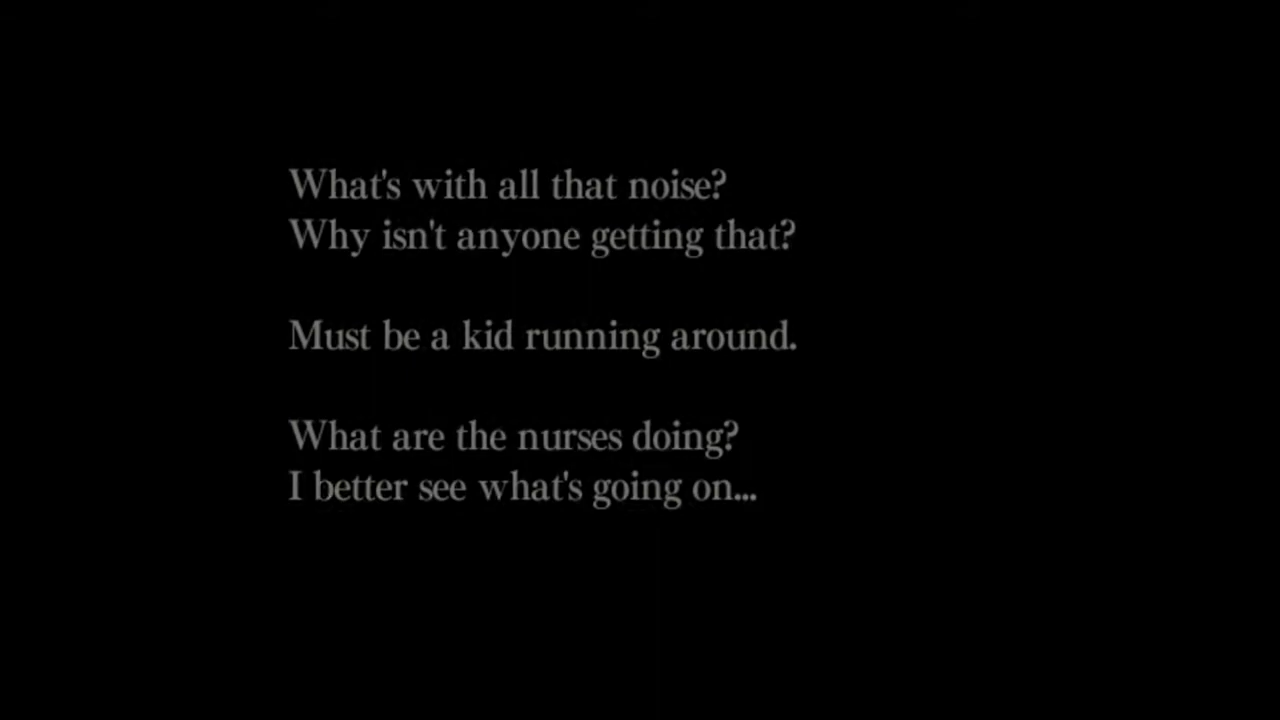 What's with all that noise?
Why isn't anyone getting that?
Must be a kid running around.
What are the nurses doing?
I better see what's going on...